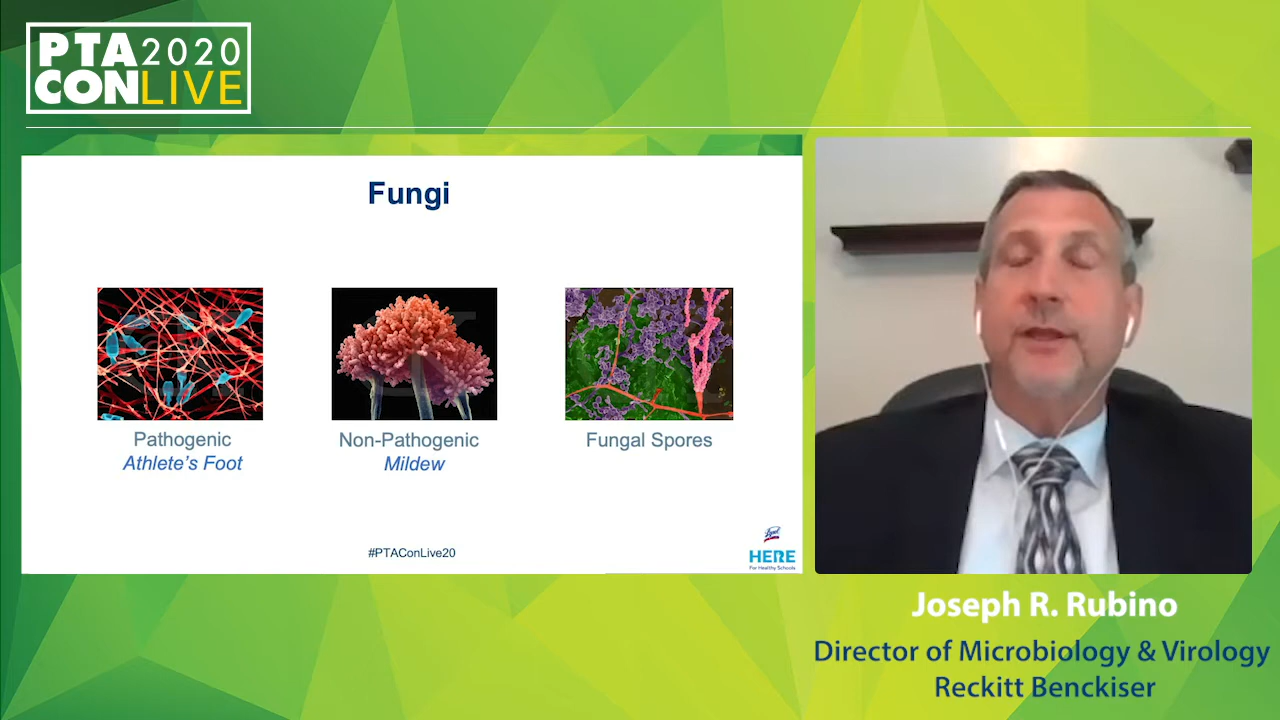 PTA2020
CONLIVE
Fungi
Pathogenic
Athlete's Foot
Non-Pathogenic
Mildew
Fungal Spores
#PTAConLive20
Lysol
HERE
For Healthy Schools
Joseph R. Rubino
Director of Microbiology & Virology
Reckitt Benckiser